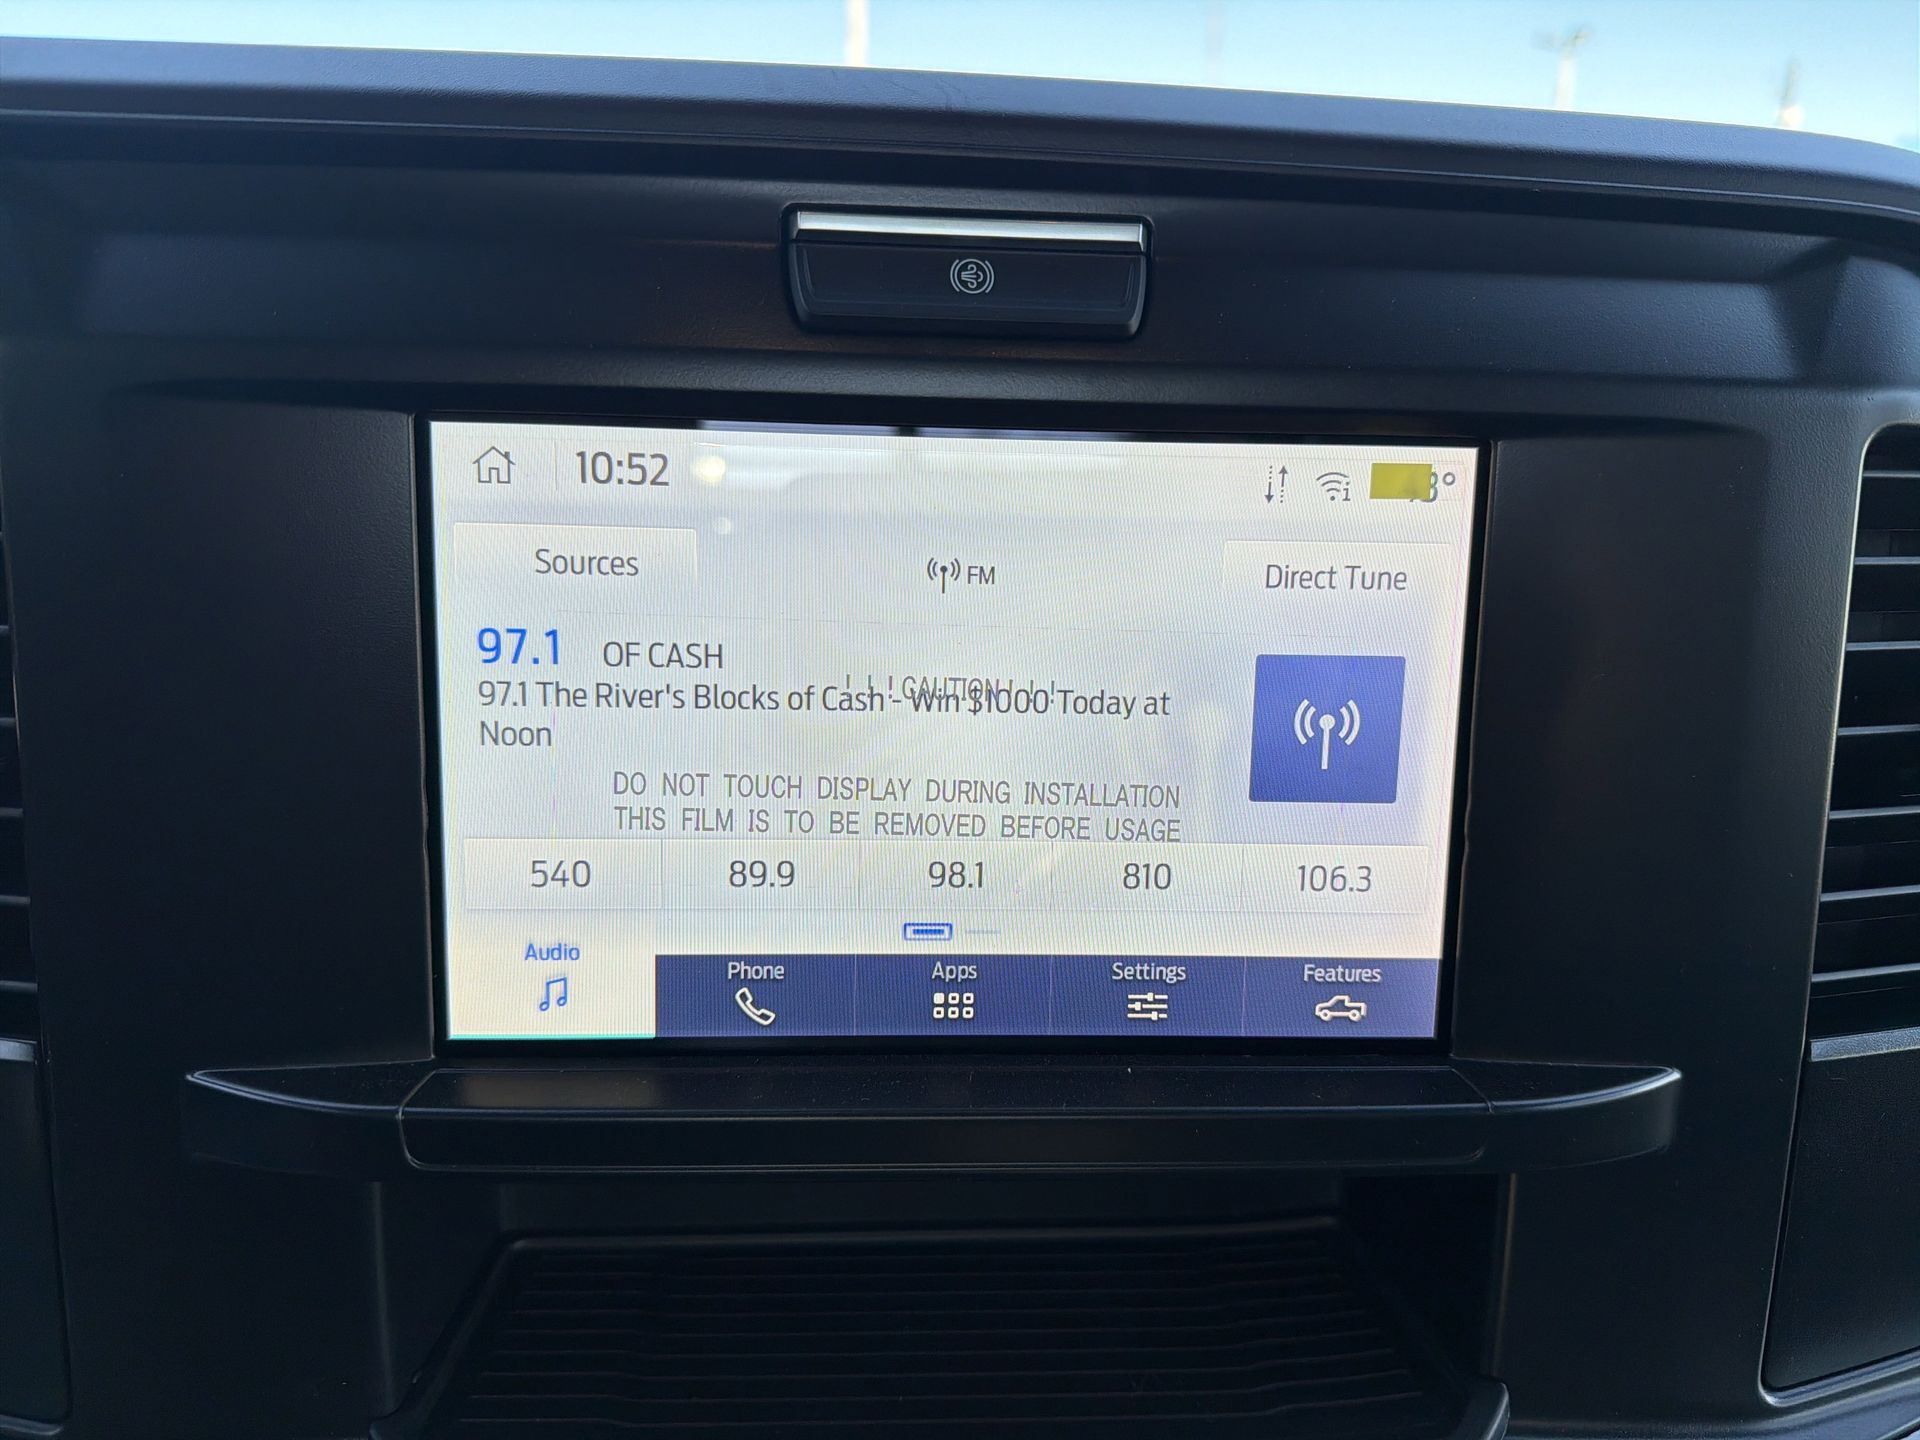 10:52
Sources
FM
Direct Tune
97.1 OF CASH
97.1 The River's Blocks of Cash - Win $1000 Today at
Noon
! ! ! CAUTION ! ! !
DO NOT TOUCH DISPLAY DURING INSTALLATION
THIS FILM IS TO BE REMOVED BEFORE USAGE
540 89.9 98.1 810 106.3
Audio Phone Apps Settings Features